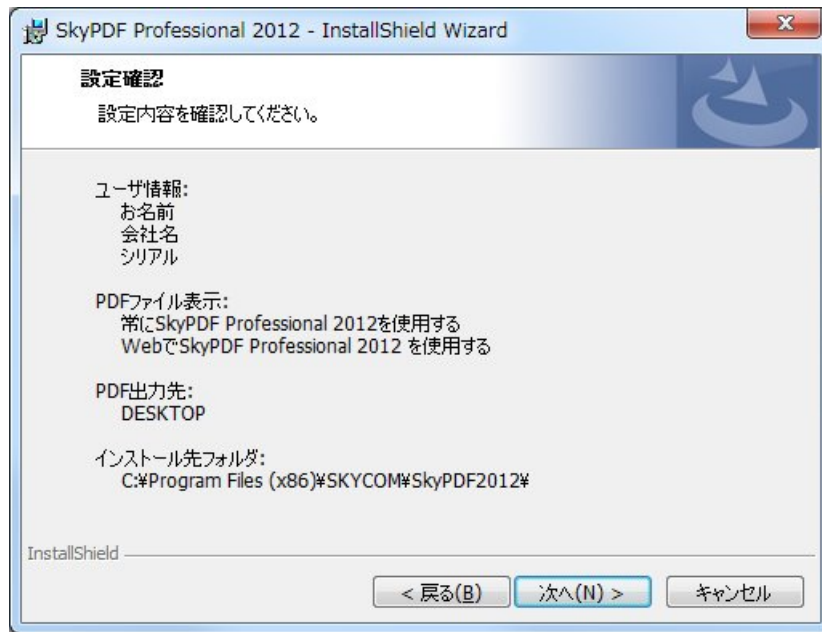 SkyPDF Professional 2012 - InstallShield Wizard
設定確認
設定内容を確認してください。
ユーザ情報:
お名前
会社名
シリアル
PDFファイル表示:
常にSkyPDF Professional 2012を使用する
WebでSkyPDF Professional 2012 を使用する
PDF出力先:
DESKTOP
インストール先フォルダ:
C:¥Program Files (x86)¥SKYCOM¥SkyPDF2012¥
InstallShield
< 戻る(B) 次へ(N) > キャンセル